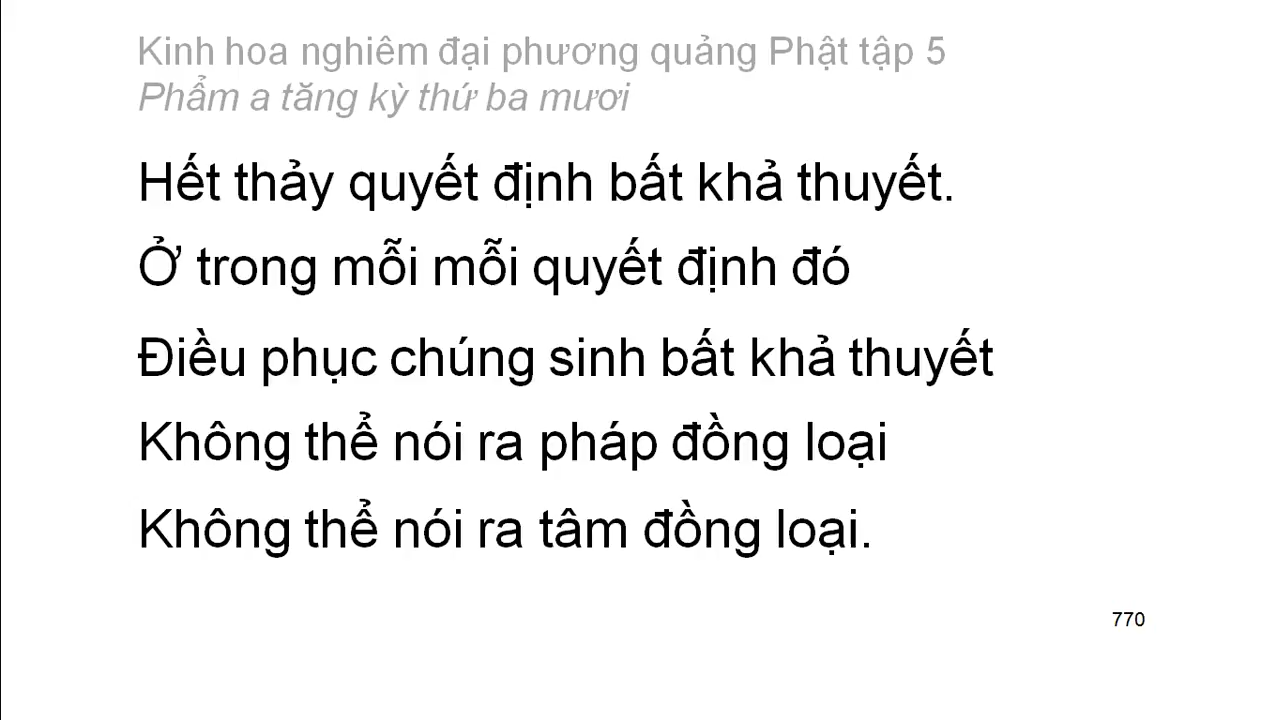 Kinh hoa nghiêm đại phương quảng Phật tập 5
Phẩm a tăng kỳ thứ ba mươi
Hết thảy quyết định bất khả thuyết.
Ở trong mỗi mỗi quyết định đó
Điều phục chúng sinh bất khả thuyết
Không thể nói ra pháp đồng loại
Không thể nói ra tâm đồng loại.
770